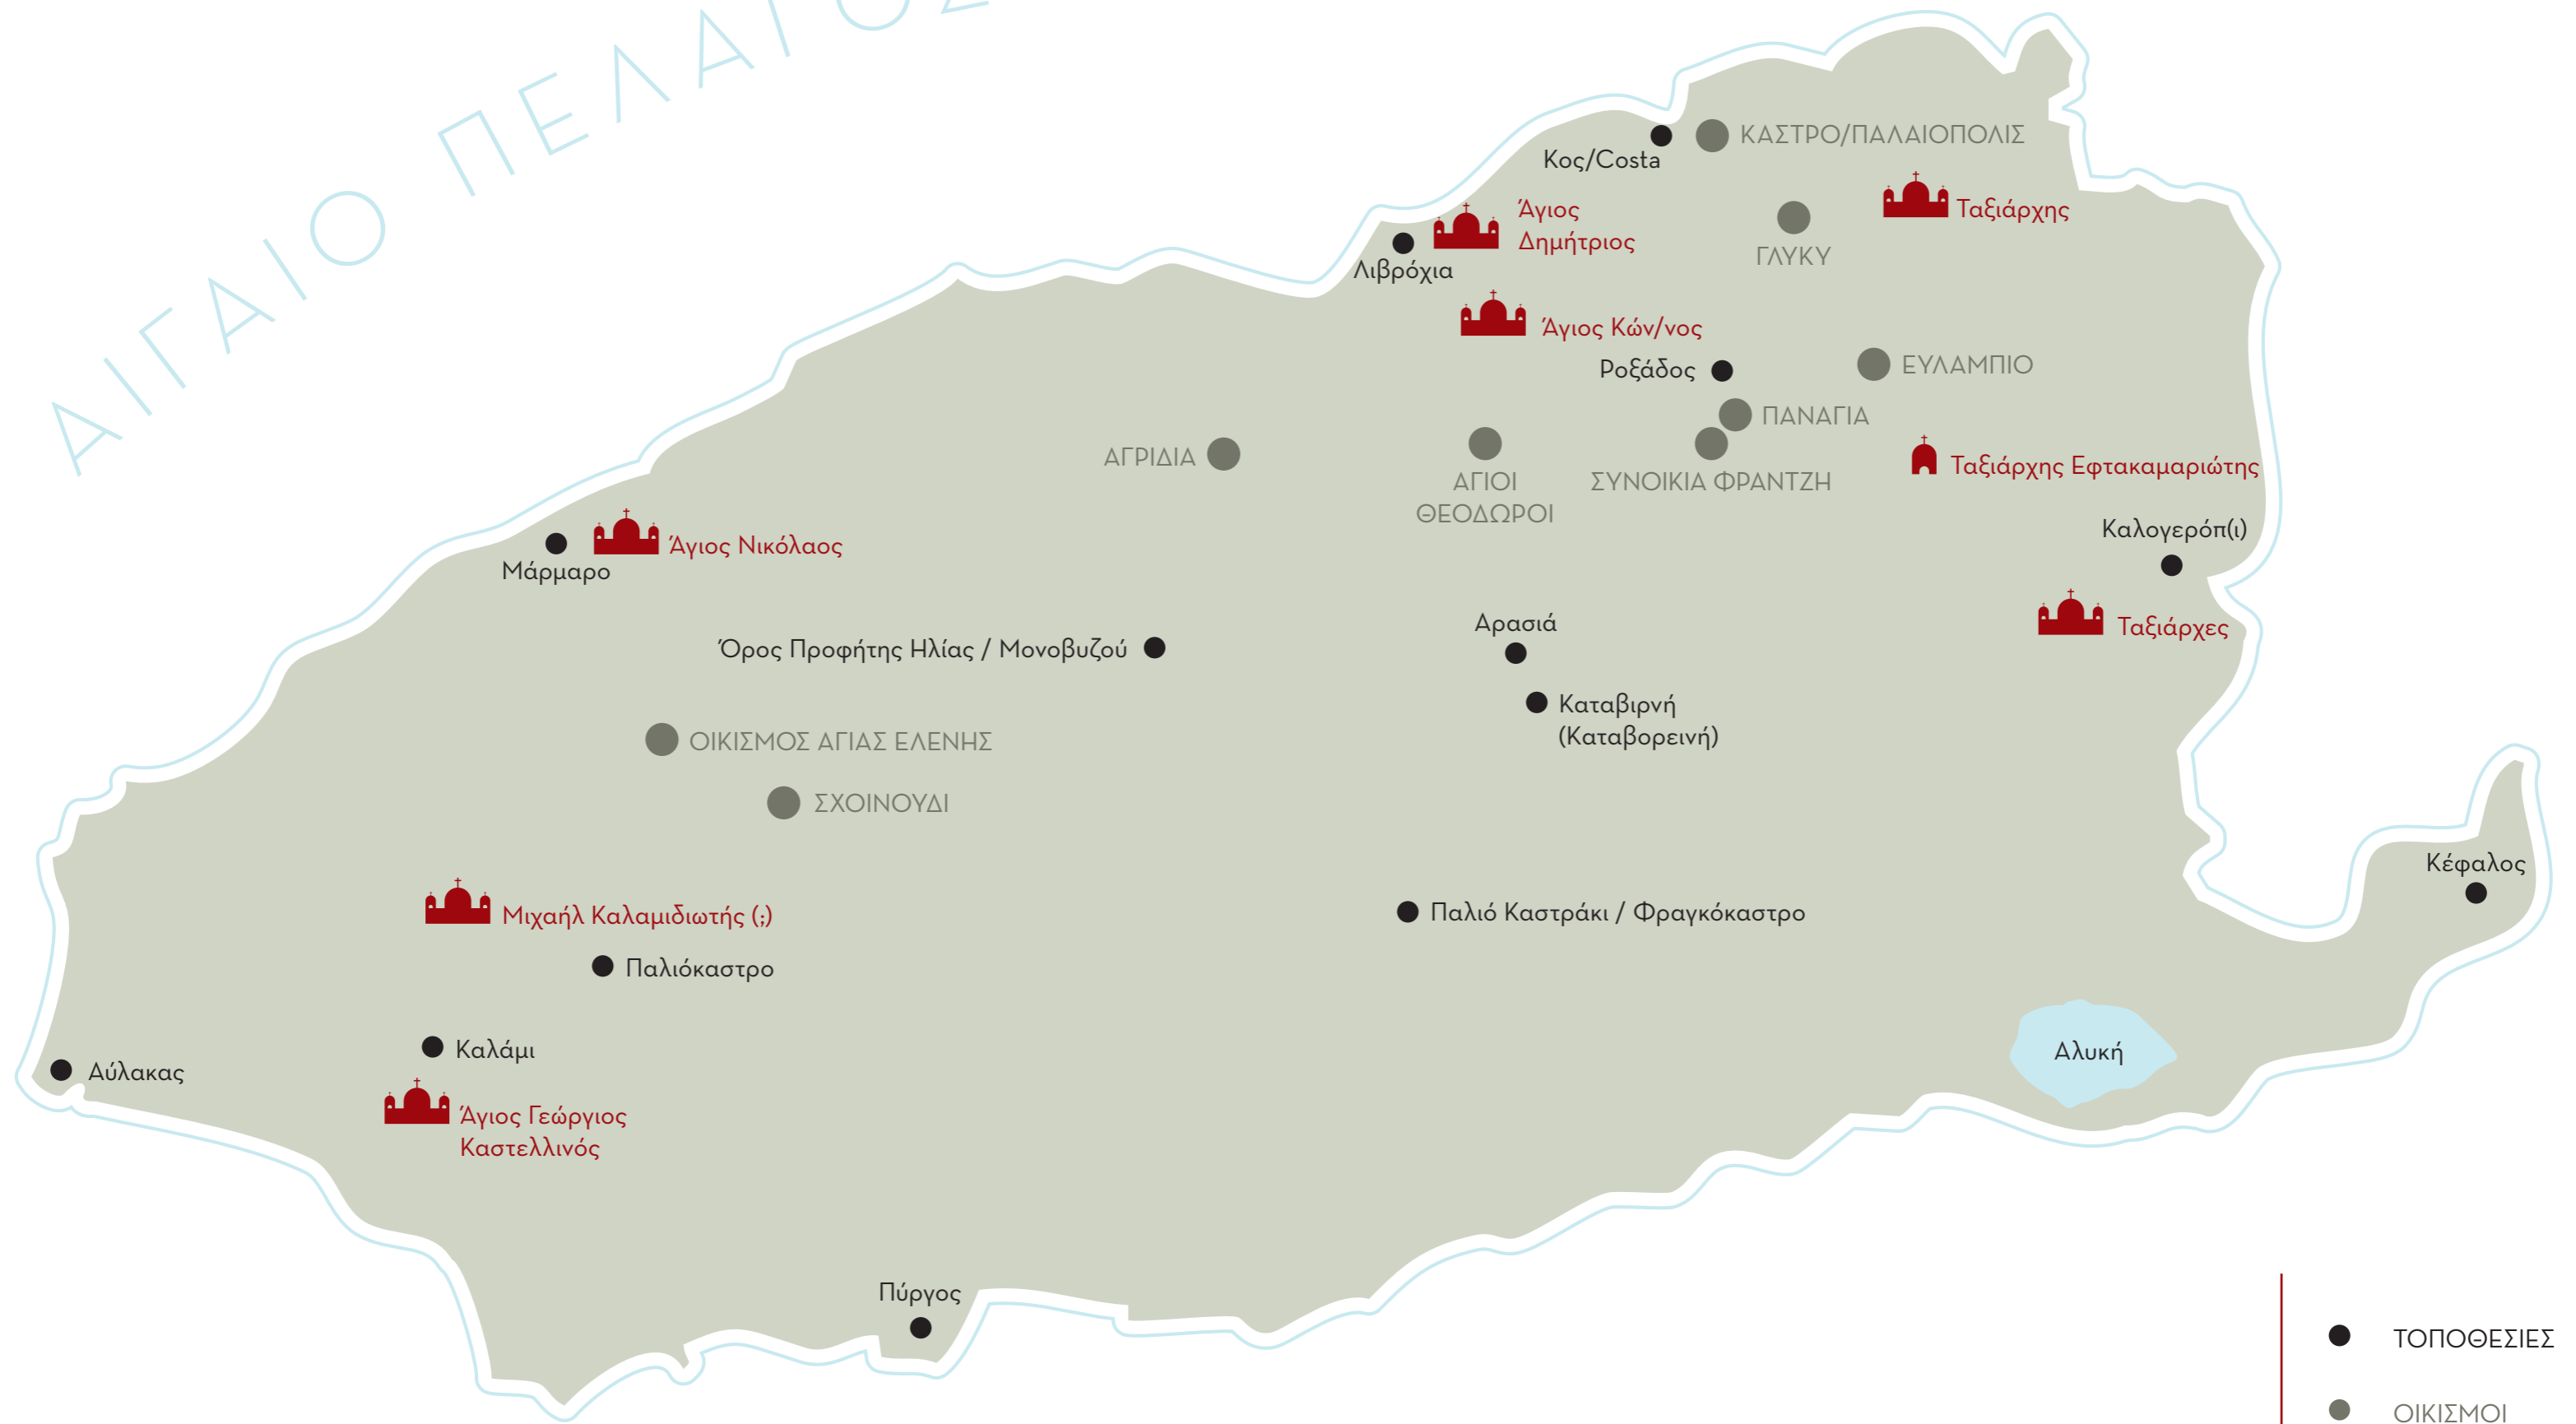 ΑΙΓΑΙΟ ΠΕΛΑΓΟΣ
ΚΑΣΤΡΟ/ΠΑΛΑΙΟΠΟΛΙΣ
Κος/Costa
Άγιος
Δημήτριος
Ταξιάρχης
ΓΛΥΚΥ
Λιβρόχια
Άγιος Κών/νος
Ροξάδος
ΕΥΛΑΜΠΙΟ
ΠΑΝΑΓΙΑ
ΑΓΡΙΔΙΑ
ΑΓΙΟΙ
ΘΕΟΔΩΡΟΙ
ΣΥΝΟΙΚΙΑ ΦΡΑΝΤΖΗ
Ταξιάρχης Εφτακαμαριώτης
Καλογερόπ(ι)
Άγιος Νικόλαος
Μάρμαρο
Ταξιάρχες
Αρασιά
Όρος Προφήτης Ηλίας / Μονοβυζού
Καταβιρνή
(Καταβορεινή)
ΟΙΚΙΣΜΟΣ ΑΓΙΑΣ ΕΛΕΝΗΣ
ΣΧΟΙΝΟΥΔΙ
Κέφαλος
Μιχαήλ Καλαμιδιωτής (;)
Παλιό Καστράκι / Φραγκόκαστρο
Παλιόκαστρο
Καλάμι
Αλυκή
Αύλακας
Άγιος Γεώργιος
Καστελλινός
Πύργος
ΤΟΠΟΘΕΣΙΕΣ
ΟΙΚΙΣΜΟΙ